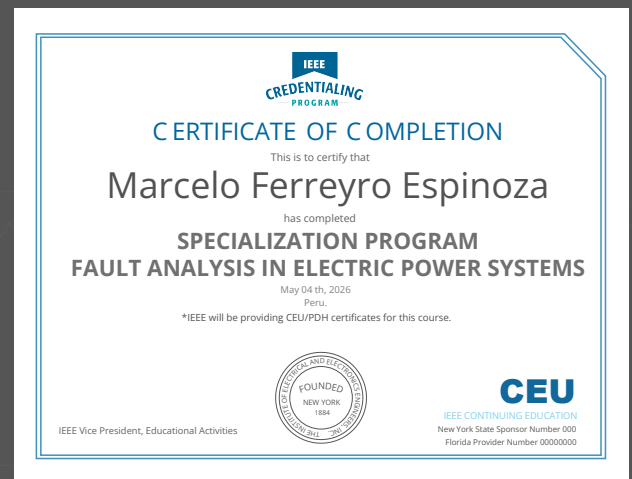 IEEE
CREDENTIALING
PROGRAM
CERTIFICATE OF COMPLETION
This is to certify that
Marcelo Ferreyro Espinoza
has completed
SPECIALIZATION PROGRAM
FAULT ANALYSIS IN ELECTRIC POWER SYSTEMS
May 04 th, 2026
Peru.
*IEEE will be providing CEU/PDH certificates for this course.
THE INSTITUTE OF ELECTRICAL AND ELECTRONICS ENGINEERS INC.
FOUNDED
NEW YORK
1884
IEEE Vice President, Educational Activities
CEU
IEEE CONTINUING EDUCATION
New York State Sponsor Number 000
Florida Provider Number 00000000